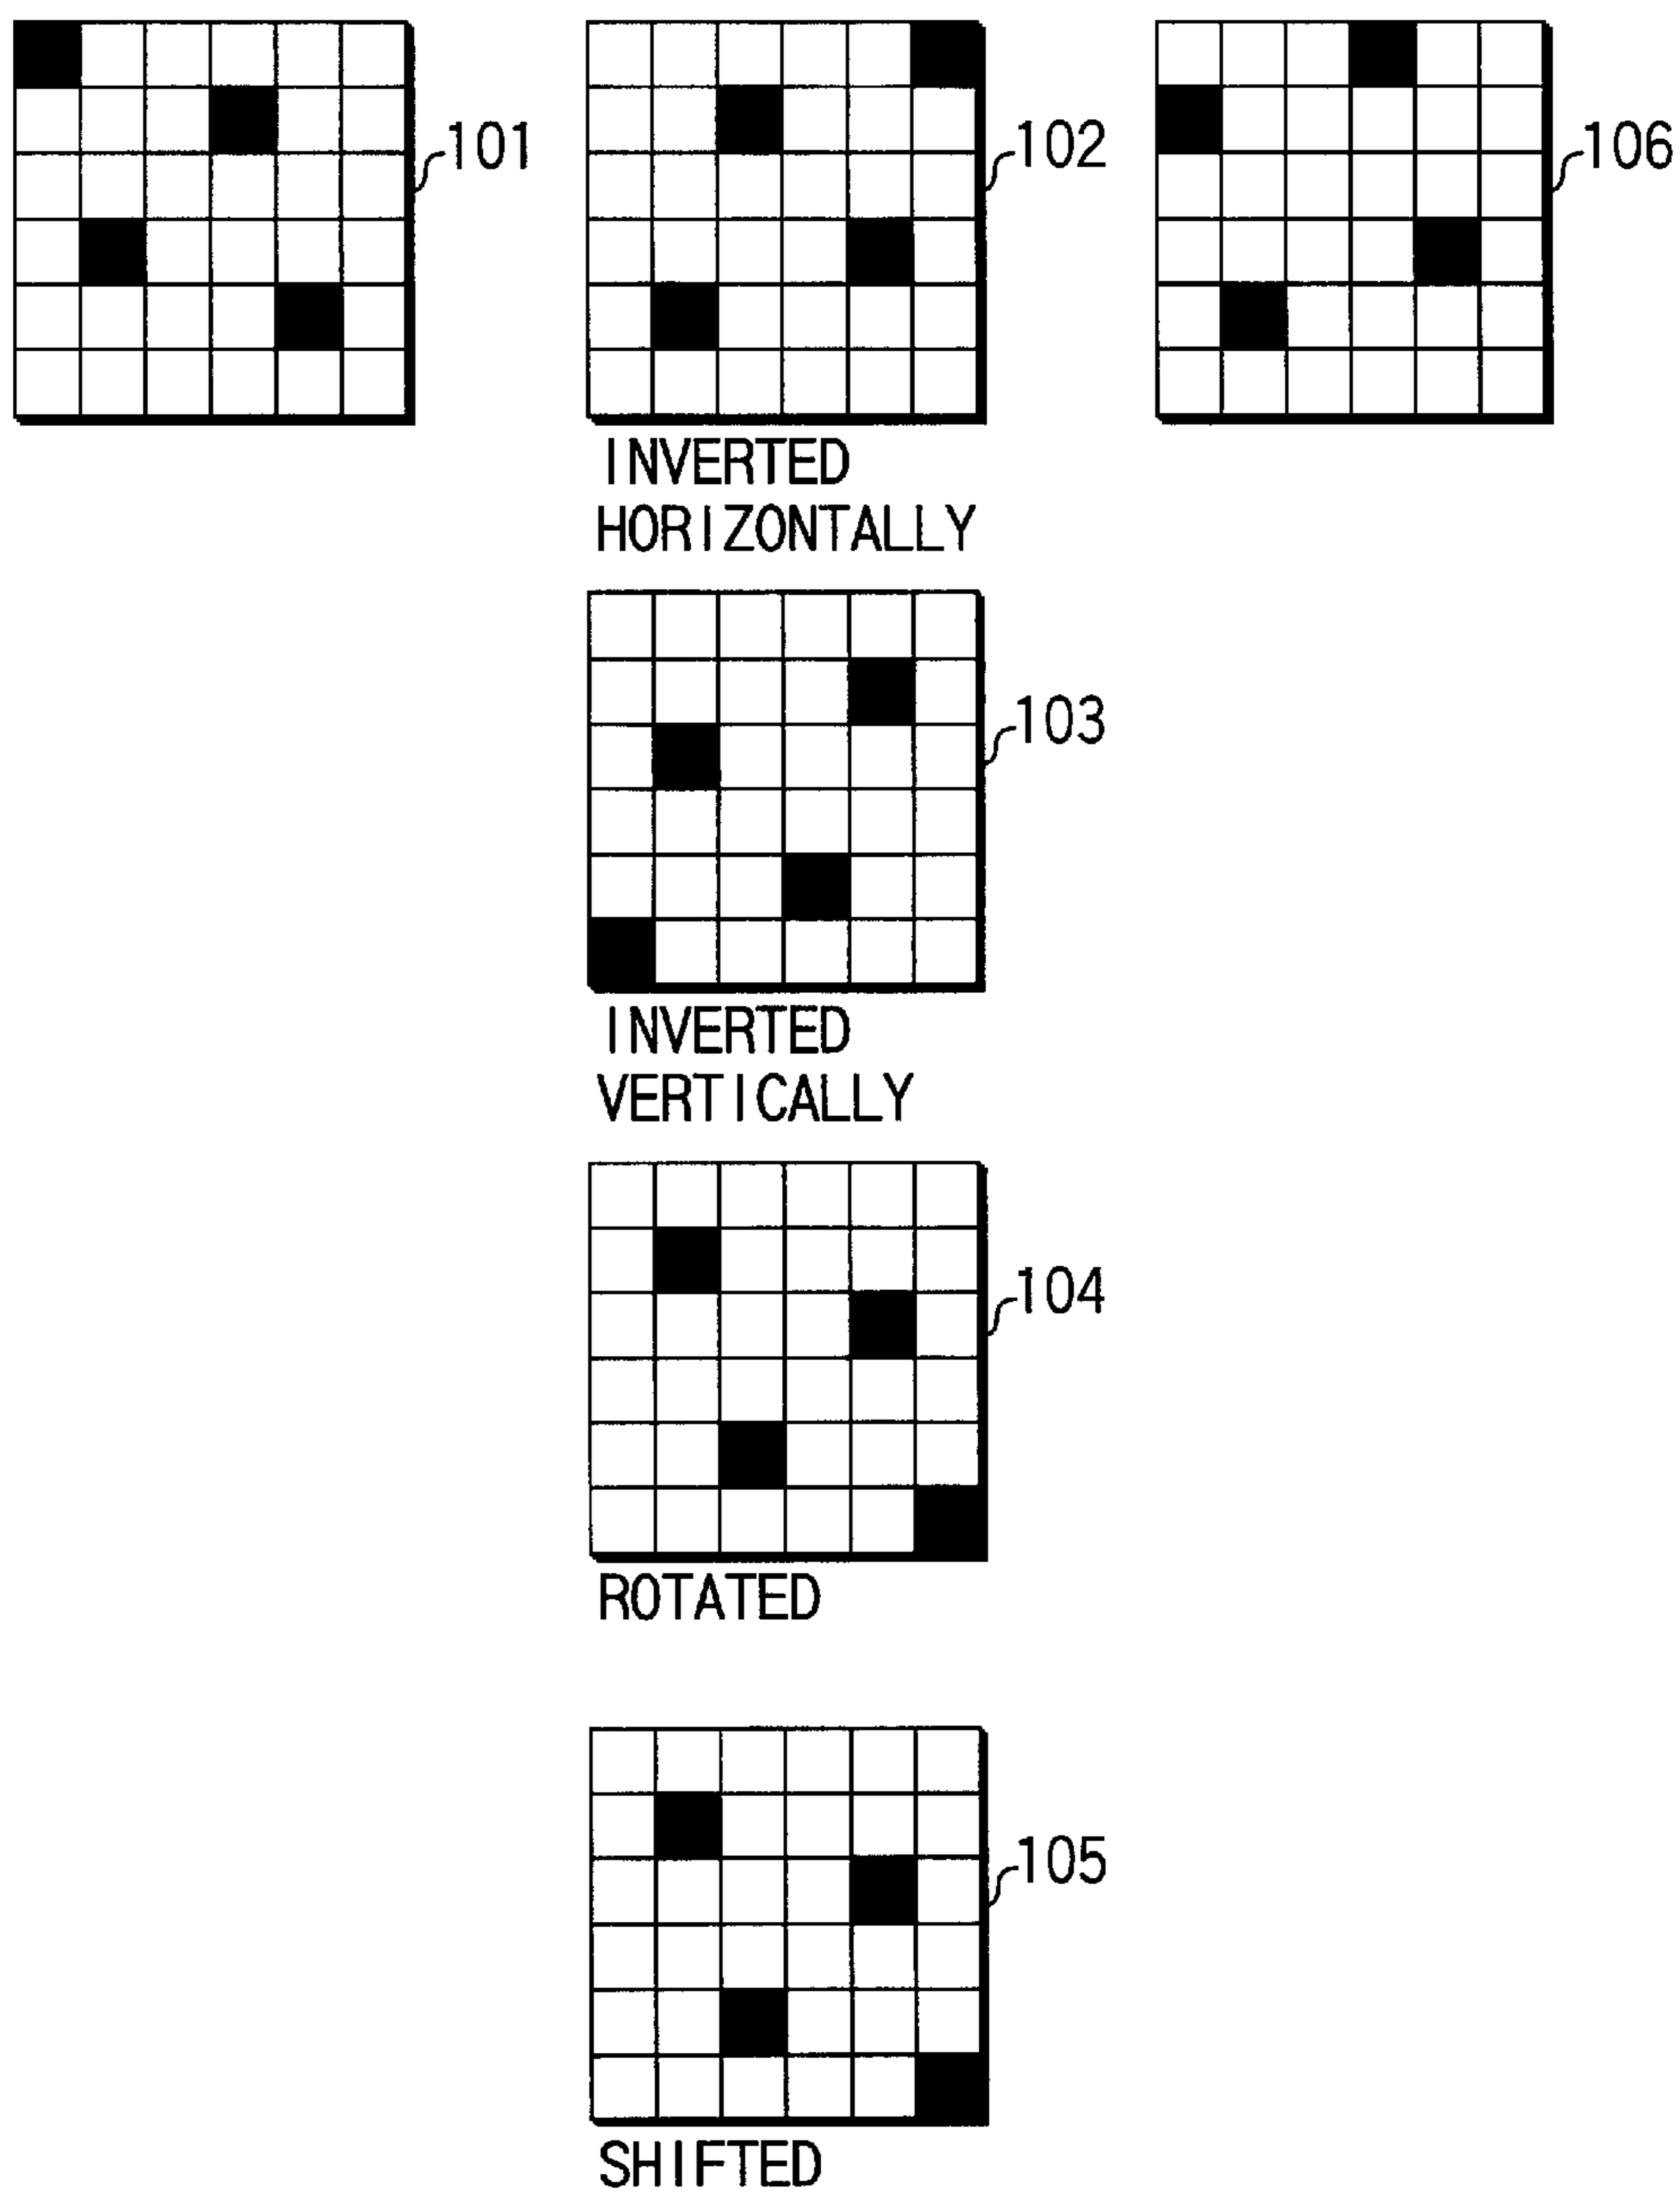 101
102
106
INVERTED
HORIZONTALLY
103
INVERTED
VERTICALLY
104
ROTATED
105
SHIFTED